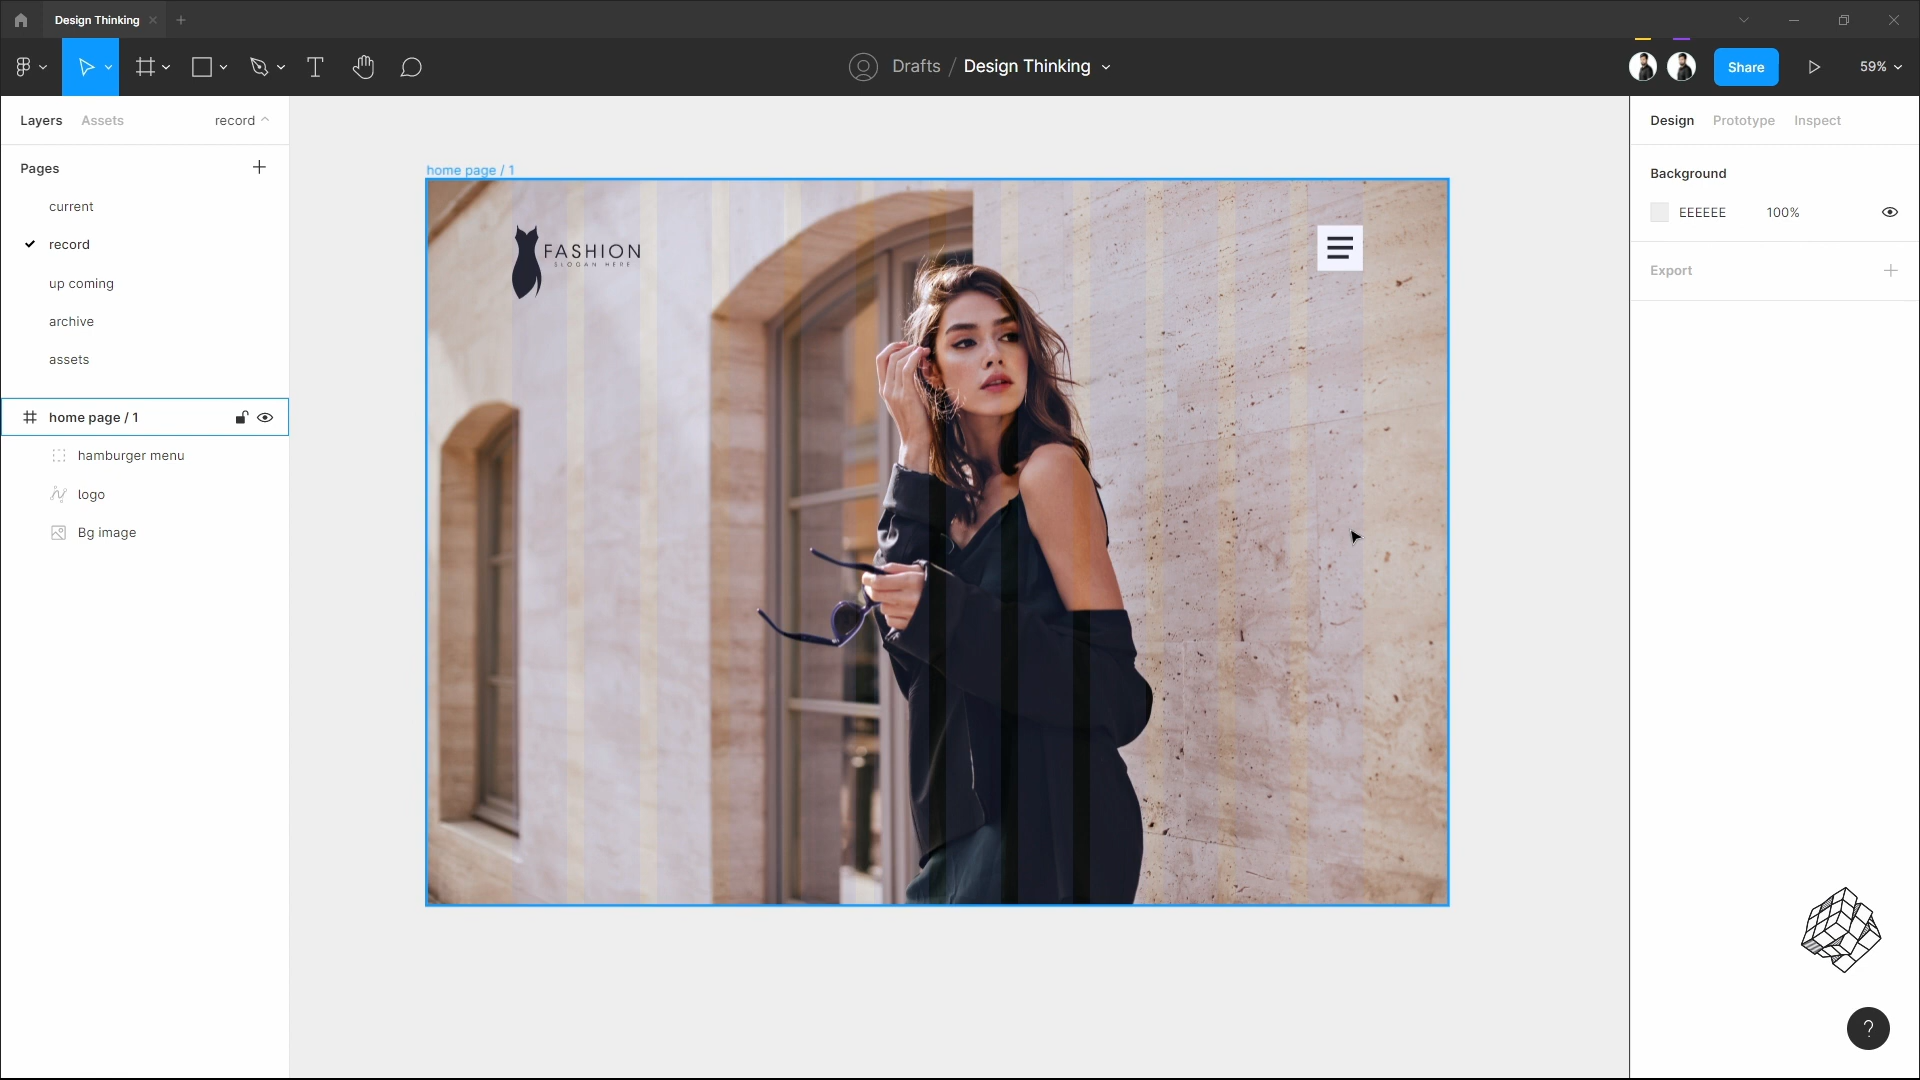 Design Thinking
Drafts / Design Thinking
Share
59%
Layers Assets record
Pages
current
record
up coming
archive
assets
home page / 1
hamburger menu
logo
Bg image
home page / 1
FASHION
SLOGAN HERE
Design Prototype Inspect
Background
EEEEEE 100%
Export
?